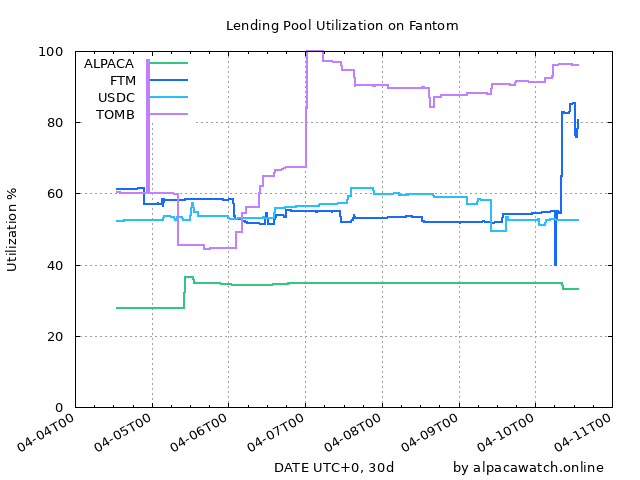 Lending Pool Utilization on Fantom
100
80
60
40
20
0
Utilization %
ALPACA
FTM
USDC
TOMB
04-04T00
04-05T00
04-06T00
04-07T00
04-08T00
04-09T00
04-10T00
04-11T00
DATE UTC+0, 30d
by alpacawatch.online